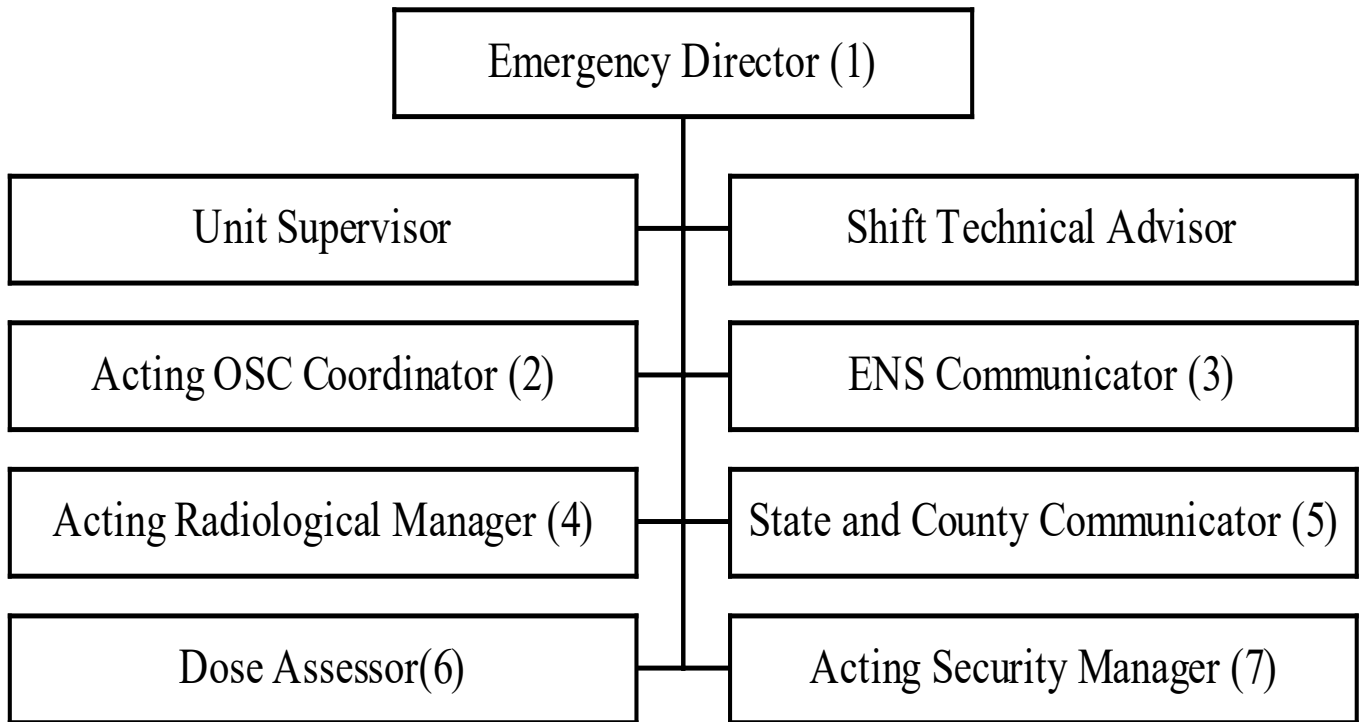 Emergency Director (1)
Unit Supervisor
Shift Technical Advisor
Acting OSC Coordinator (2)
ENS Communicator (3)
Acting Radiological Manager (4)
State and County Communicator (5)
Dose Assessor(6)
Acting Security Manager (7)